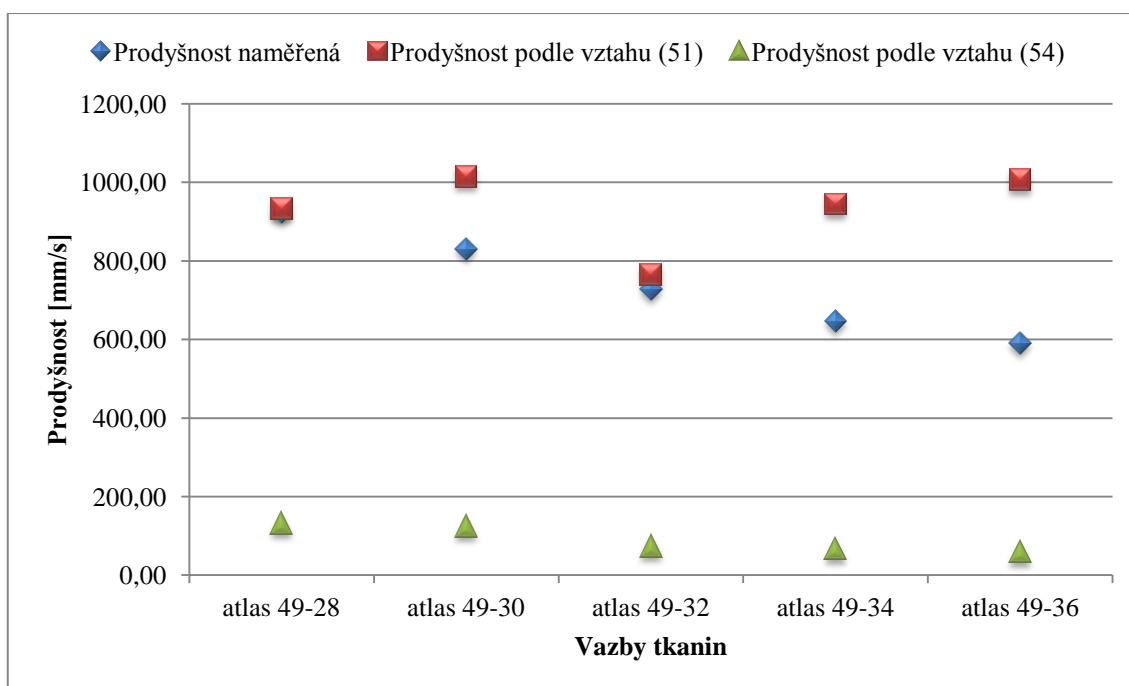 Prodyšnost naměřená Prodyšnost podle vztahu (51) Prodyšnost podle vztahu (54)
1200,00
1000,00
800,00
600,00
400,00
200,00
0,00
Prodyšnost [mm/s]
atlas 49-28 atlas 49-30 atlas 49-32 atlas 49-34 atlas 49-36
Vazby tkanin